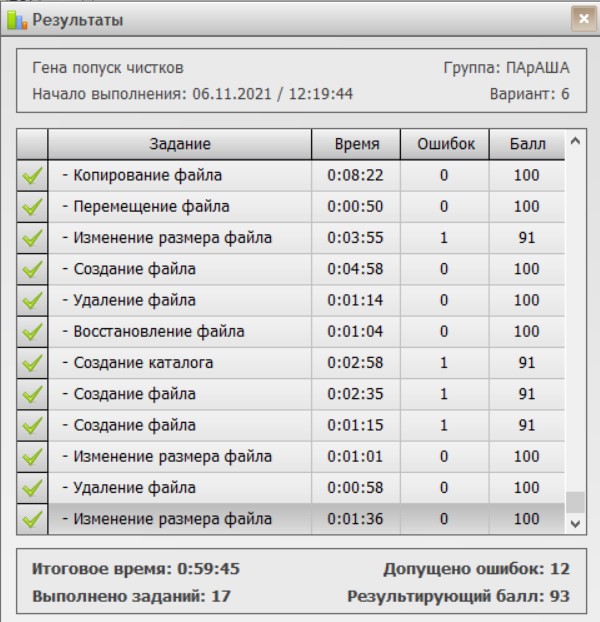 Результаты
Гена попуск чистков Группа: ПАрАША
Начало выполнения: 06.11.2021 / 12:19:44 Вариант: 6
Задание Время Ошибок Балл
- Копирование файла 0:08:22 0 100
- Перемещение файла 0:00:50 0 100
- Изменение размера файла 0:03:55 1 91
- Создание файла 0:04:58 0 100
- Удаление файла 0:01:14 0 100
- Восстановление файла 0:01:04 0 100
- Создание каталога 0:02:58 1 91
- Создание файла 0:02:35 1 91
- Создание файла 0:01:15 1 91
- Изменение размера файла 0:01:01 0 100
- Удаление файла 0:00:58 0 100
- Изменение размера файла 0:01:36 0 100
Итоговое время: 0:59:45 Допущено ошибок: 12
Выполнено заданий: 17 Результирующий балл: 93